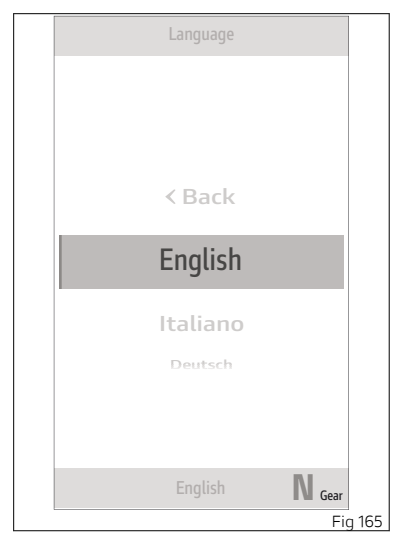 Language
< Back
English
Italiano
Deutsch
English N Gear
Fig 165